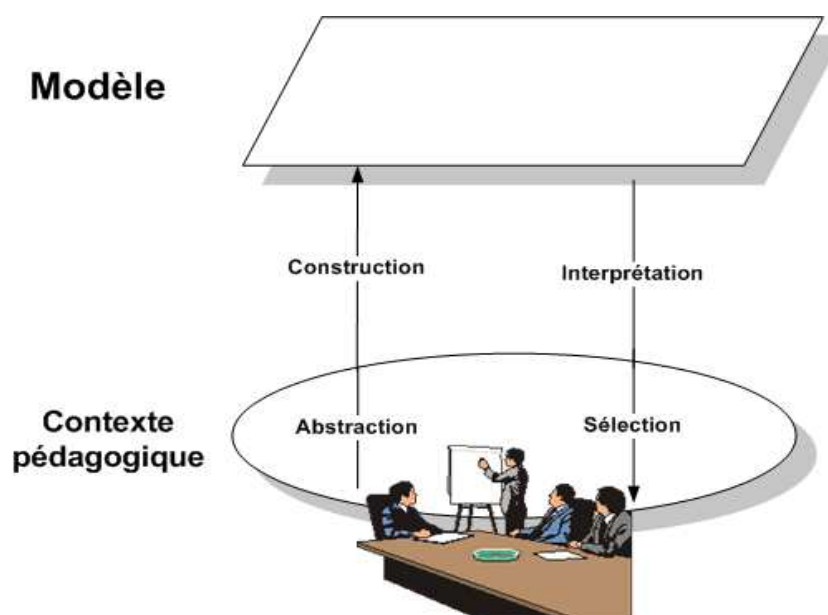 Modèle
Construction
Interprétation
Contexte
pédagogique
Abstraction
Sélection